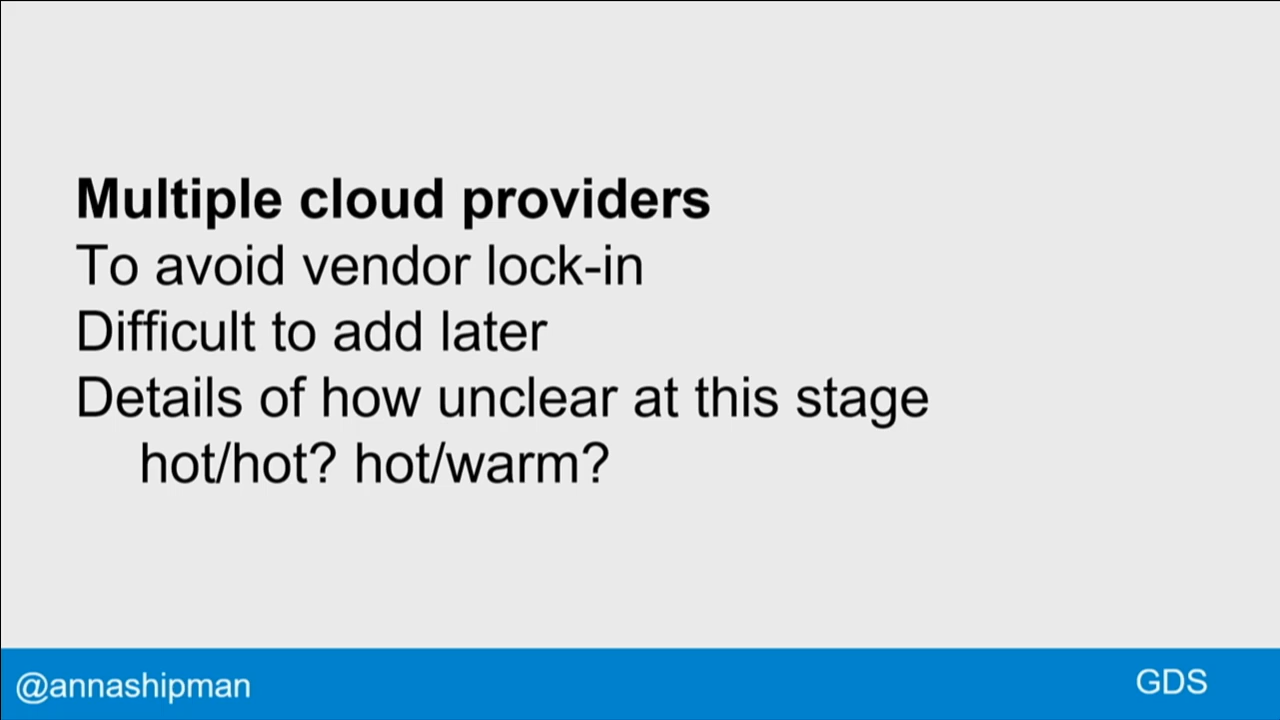 Multiple cloud providers
To avoid vendor lock-in
Difficult to add later
Details of how unclear at this stage
hot/hot? hot/warm?
@annashipman
GDS